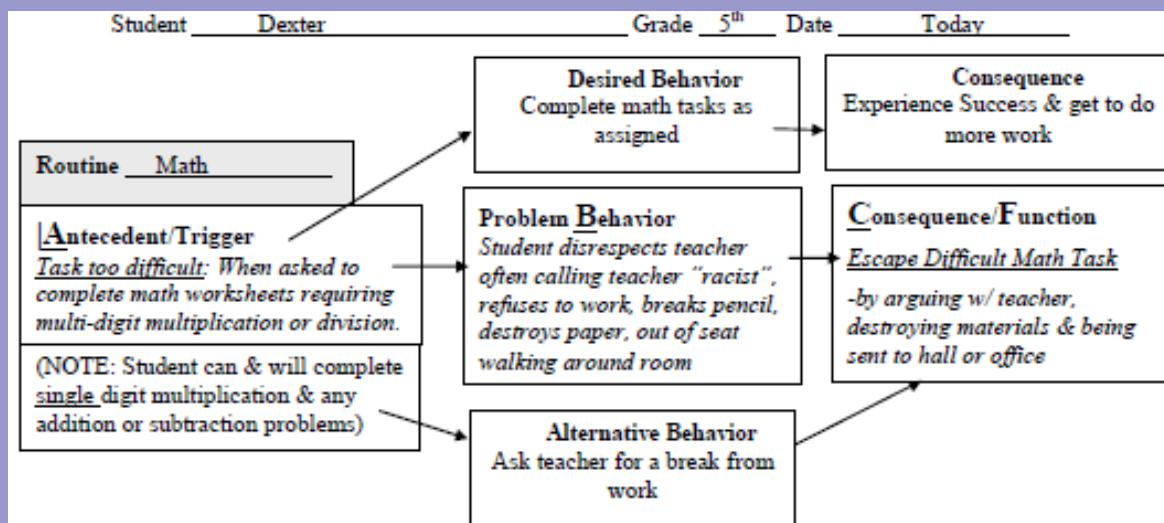 Student Dexter Grade 5th Date Today
Desired Behavior
Complete math tasks as
assigned
Consequence
Experience Success & get to do
more work
Routine Math
Antecedent/Trigger
Task too difficult: When asked to
complete math worksheets requiring
multi-digit multiplication or division.
(NOTE: Student can & will complete
single digit multiplication & any
addition or subtraction problems)
Problem Behavior
Student disrespects teacher
often calling teacher "racist",
refuses to work, breaks pencil,
destroys paper, out of seat
walking around room
Consequence/Function
Escape Difficult Math Task
-by arguing w/ teacher,
destroying materials & being
sent to hall or office
Alternative Behavior
Ask teacher for a break from
work